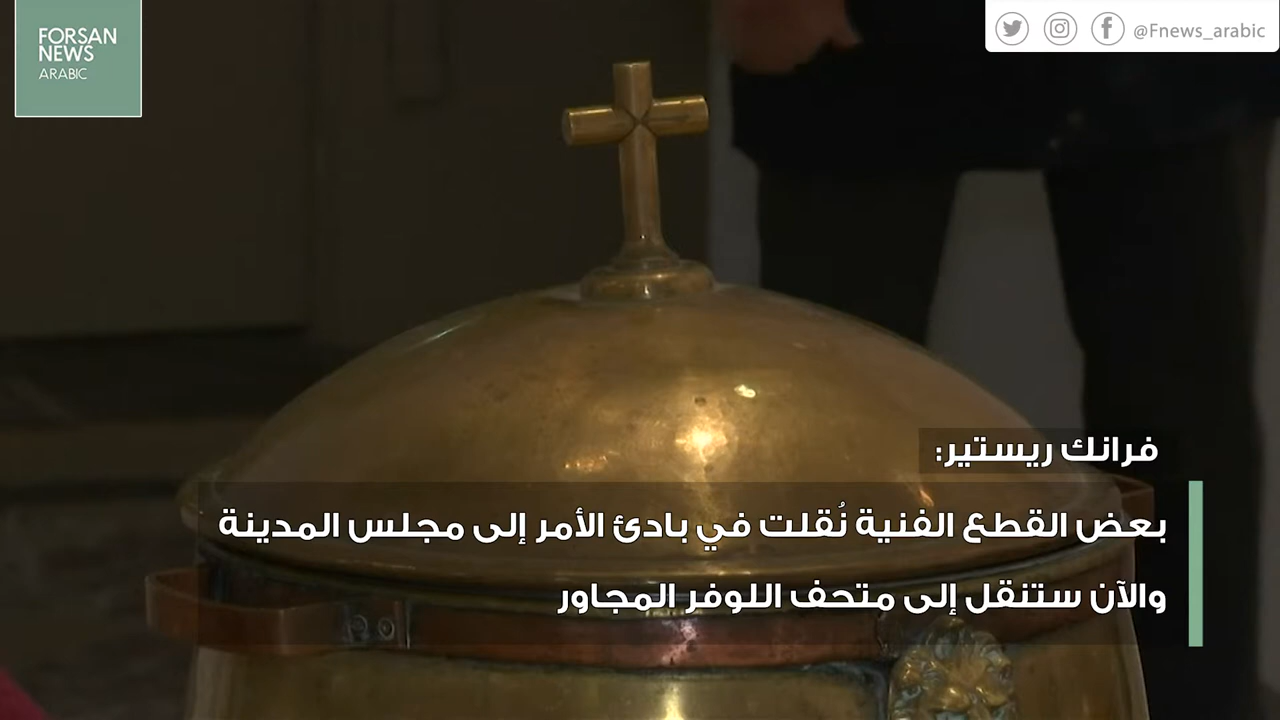 FORSAN
NEWS
ARABIC
@Fnews_arabic
فرانك ريستير:
بعض القطع الفنية نُقلت في بادئ الأمر إلى مجلس المدينة
والآن ستنقل إلى متحف اللوفر المجاور